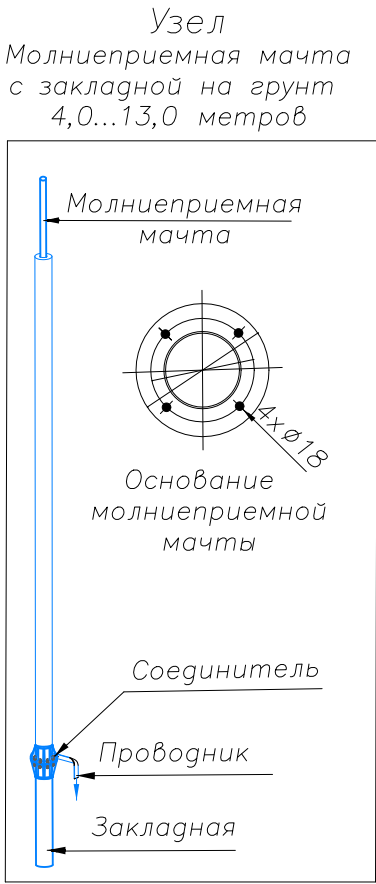 Узел
Молниеприемная мачта
с закладной на грунт
4,0...13,0 метров
Молниеприемная
мачта
4xø18
Основание
молниеприемной
мачты
Соединитель
Проводник
Закладная